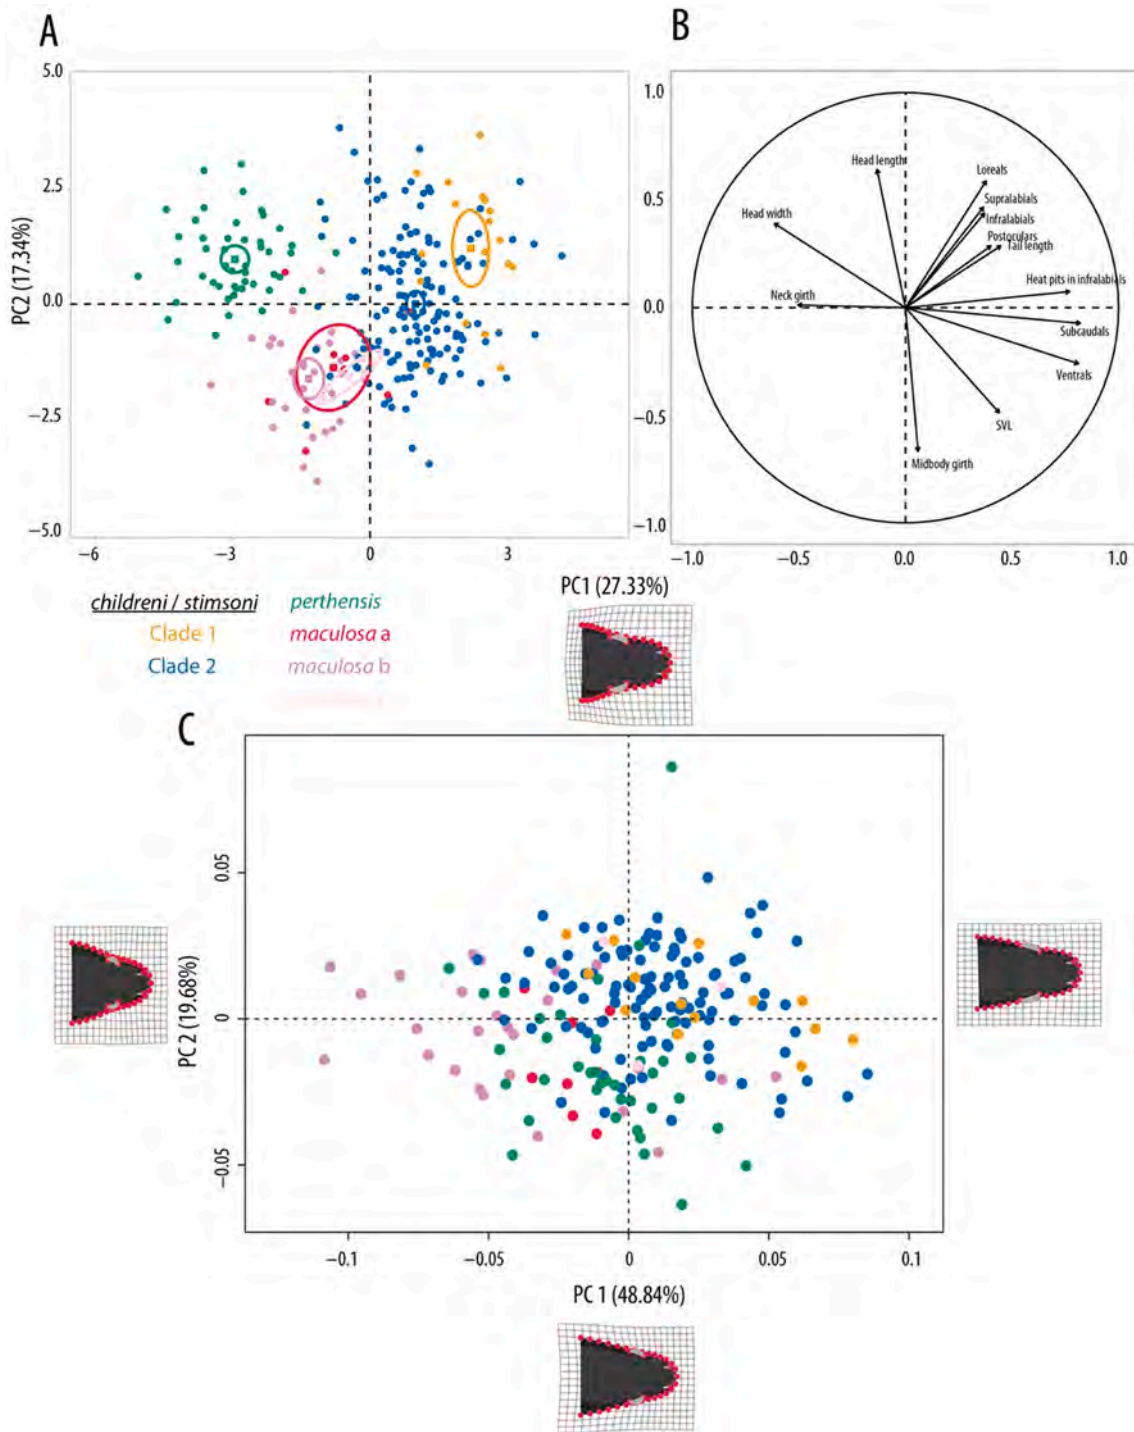 A
B
5.0
2.5
0.0
−2.5
−5.0
PC2 (17.34%)
−6
−3
0
3
1.0
0.5
0.0
−0.5
−1.0
Head length
Loreals
Supralabials
Infralabials
Postoculars
Tail length
Head width
Heat pits in infralabials
Neck girth
Subcaudals
Ventrals
SVL
Midbody girth
−1.0
−0.5
0.0
0.5
1.0
PC1 (27.33%)
childreni / stimsoni
perthensis
Clade 1
maculosa a
Clade 2
maculosa b
C
0.05
0
−0.05
PC 2 (19.68%)
−0.1
−0.05
0
0.05
0.1
PC 1 (48.84%)